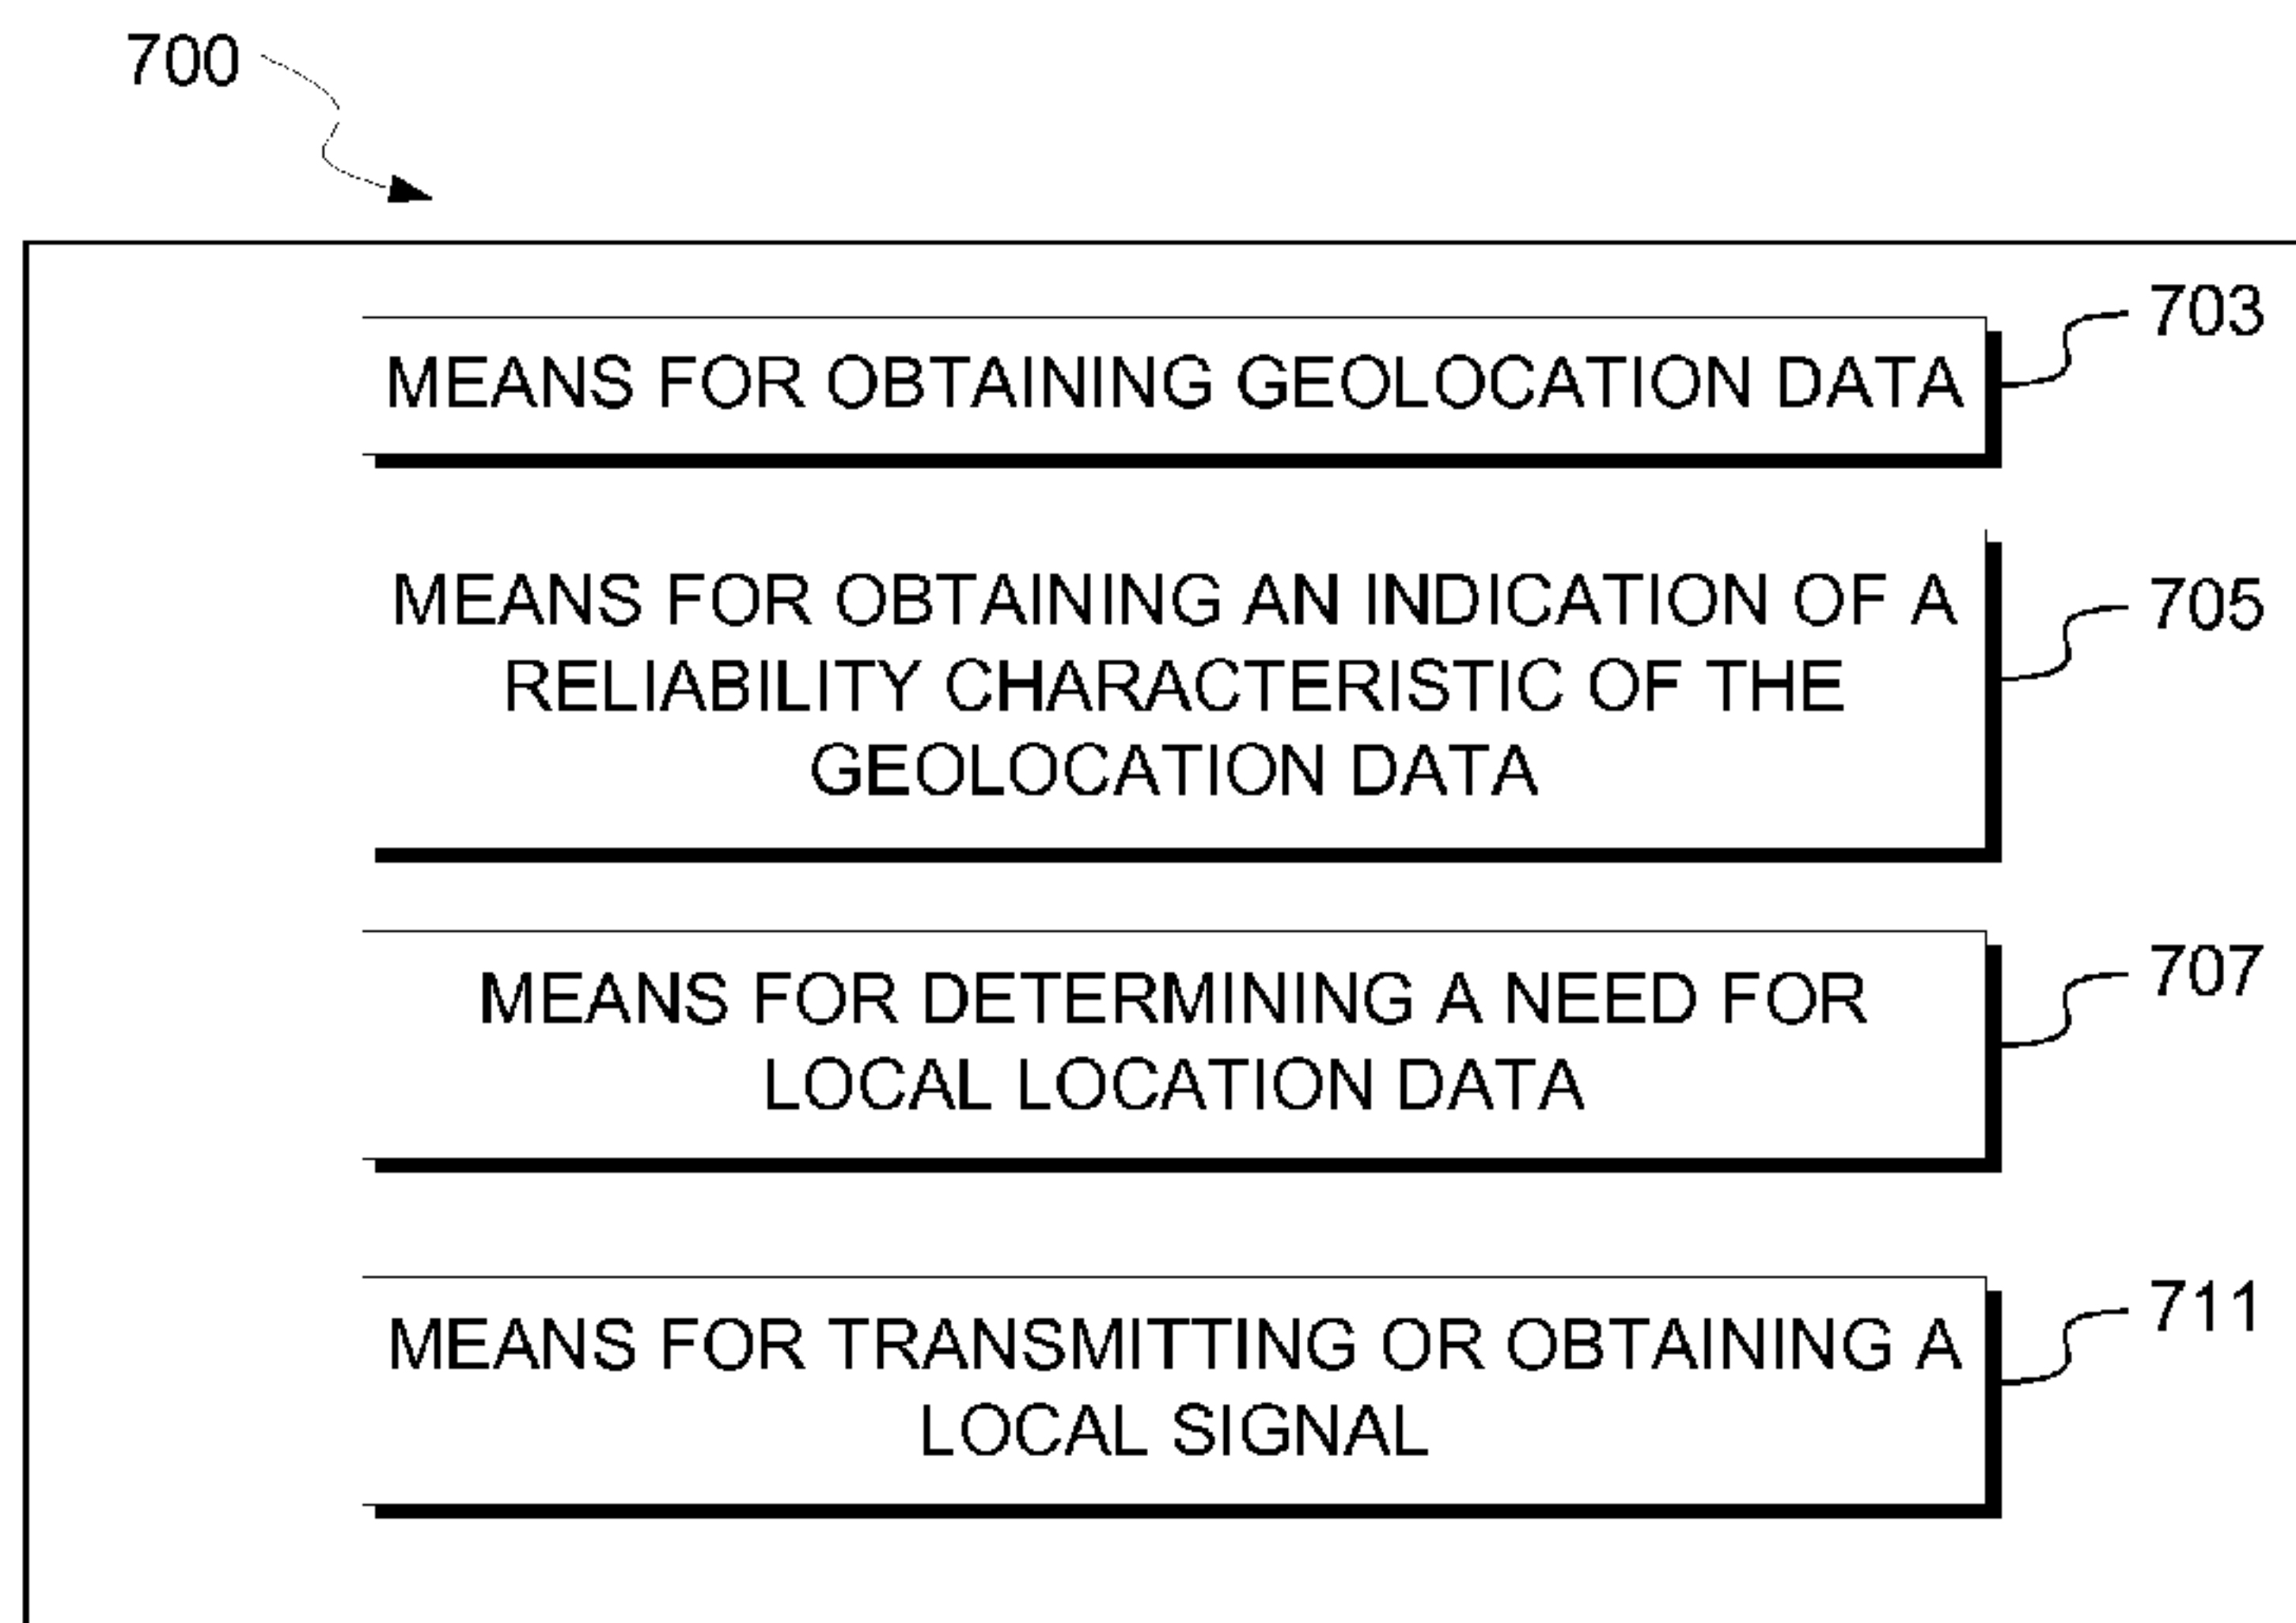 700
703
MEANS FOR OBTAINING GEOLOCATION DATA
MEANS FOR OBTAINING AN INDICATION OF A
705
RELIABILITY CHARACTERISTIC OF THE
GEOLOCATION DATA
707
MEANS FOR DETERMINING A NEED FOR
LOCAL LOCATION DATA
711
MEANS FOR TRANSMITTING OR OBTAINING A
LOCAL SIGNAL